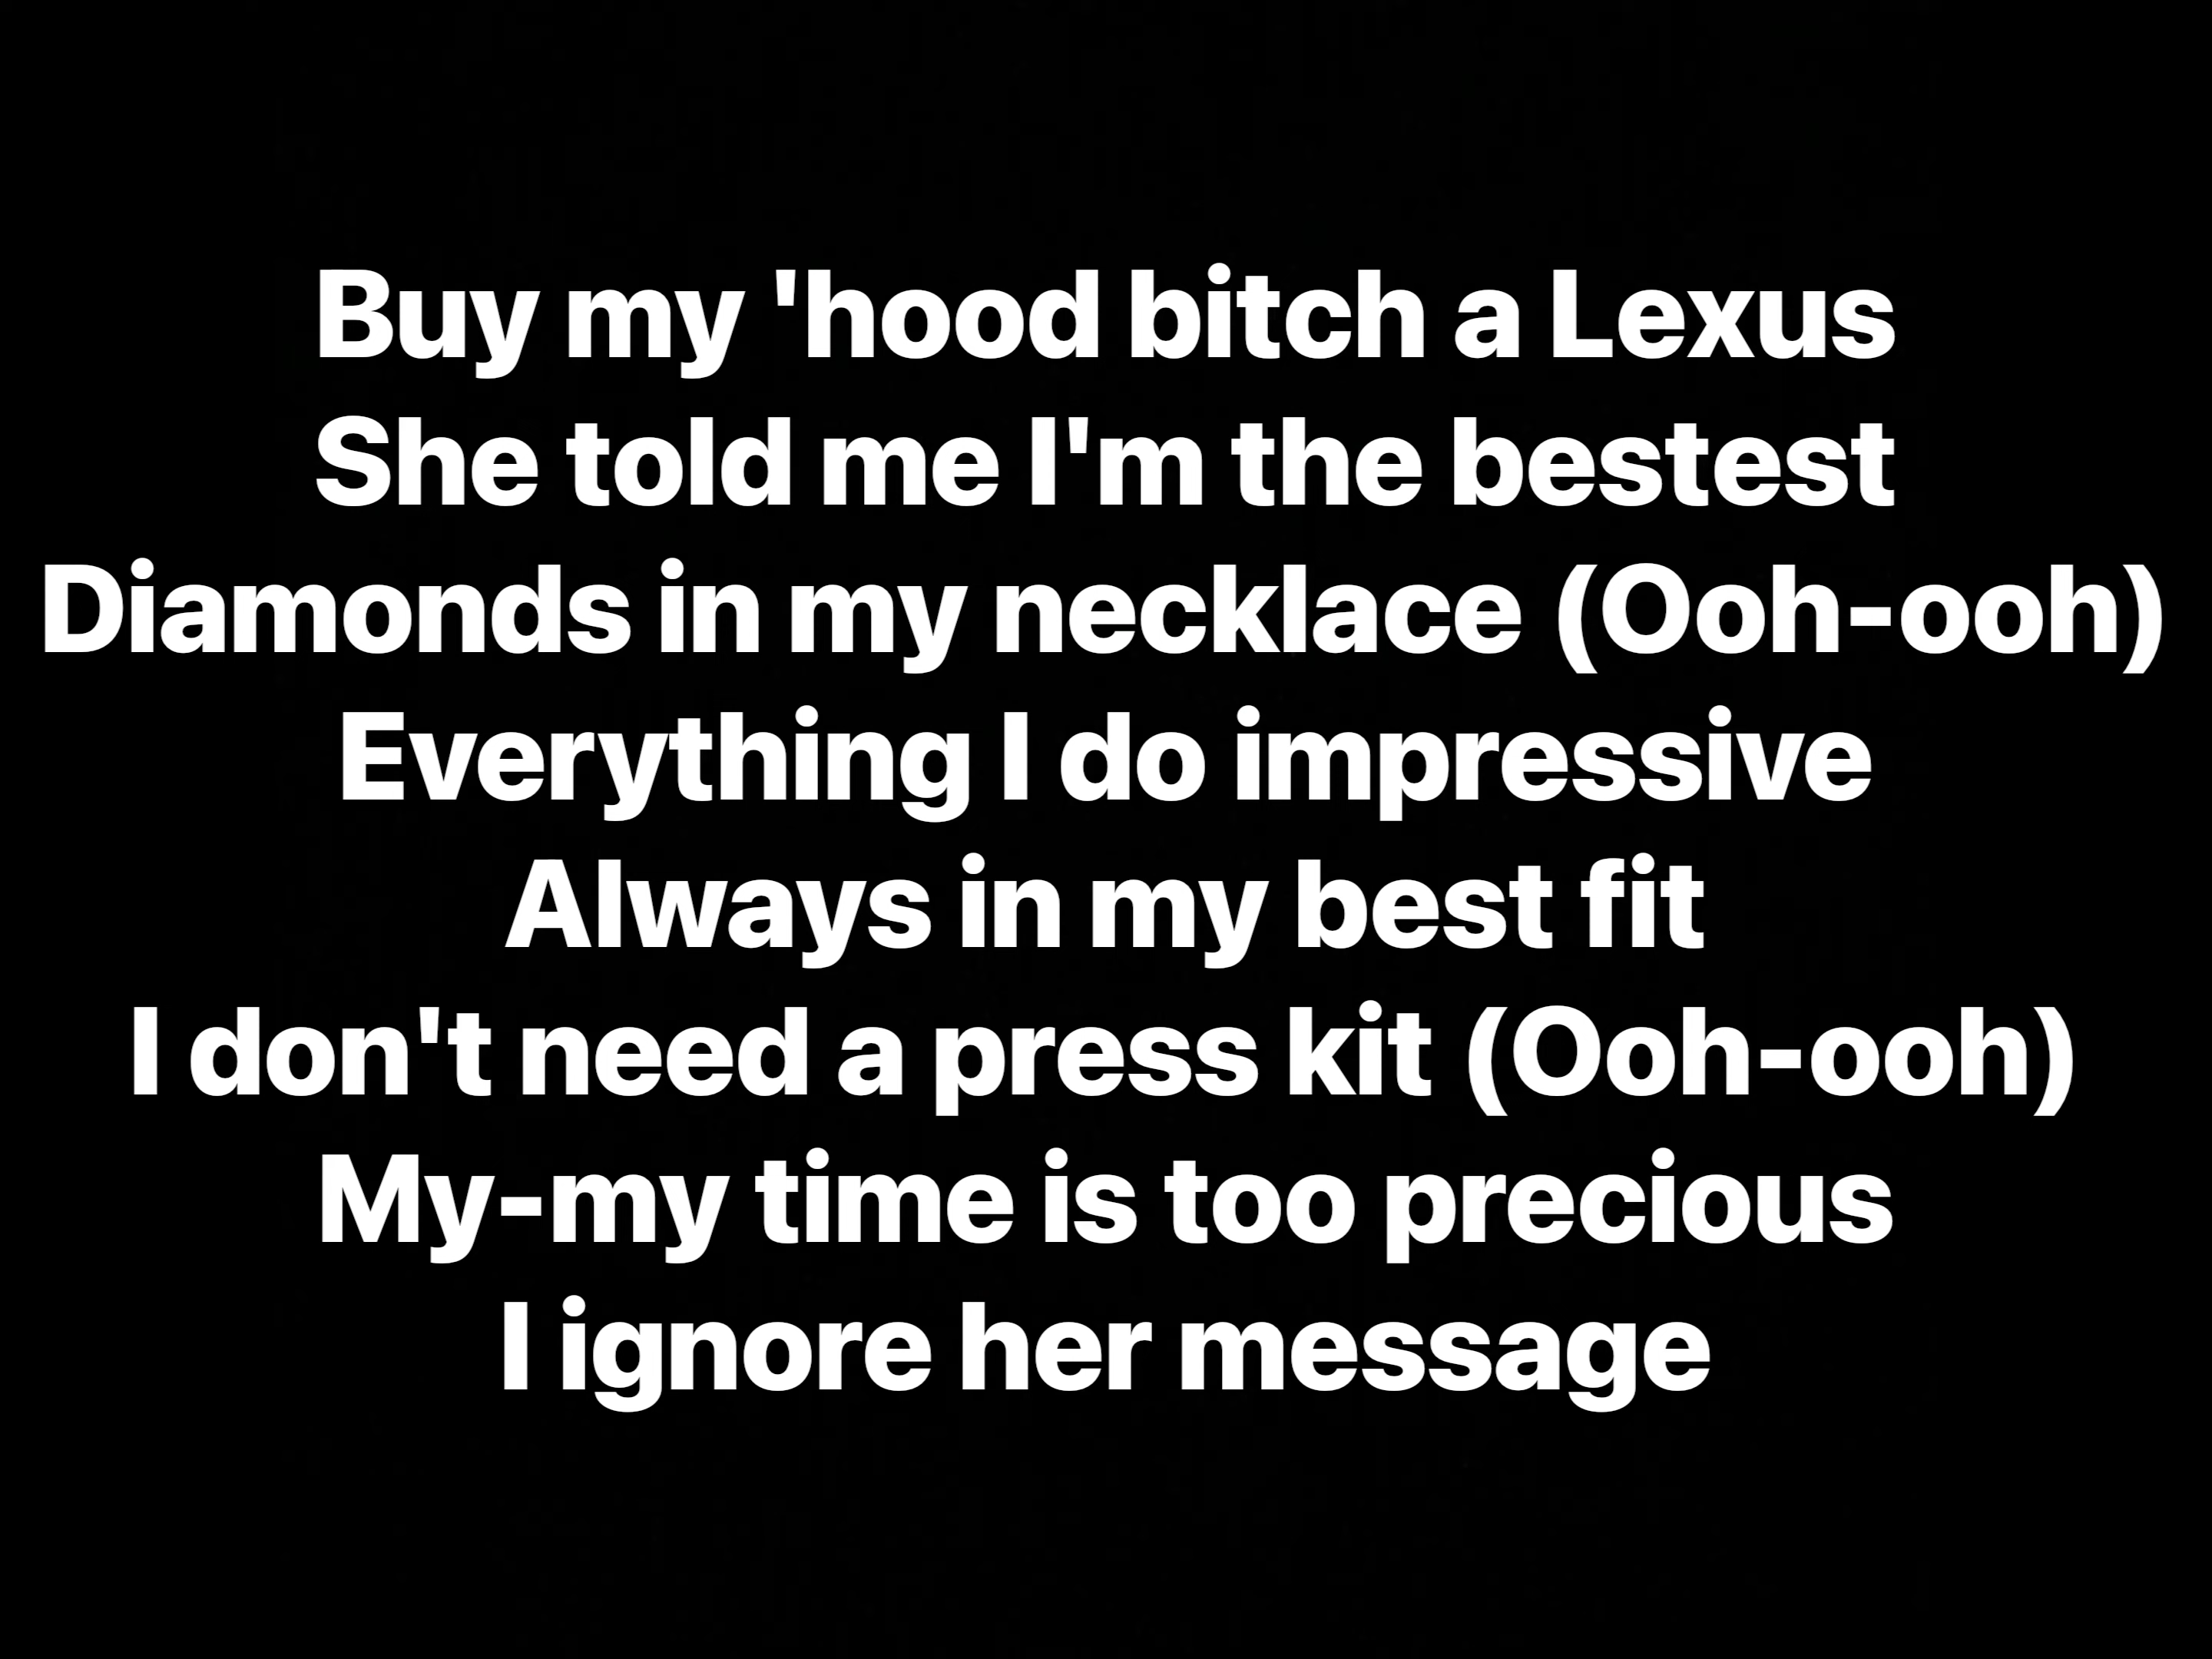 Buy my 'hood bitch a Lexus
She told me I'm the bestest
Diamonds in my necklace (Ooh-ooh)
Everything I do impressive
Always in my best fit
I don't need a press kit (Ooh-ooh)
My-my time is too precious
I ignore her message